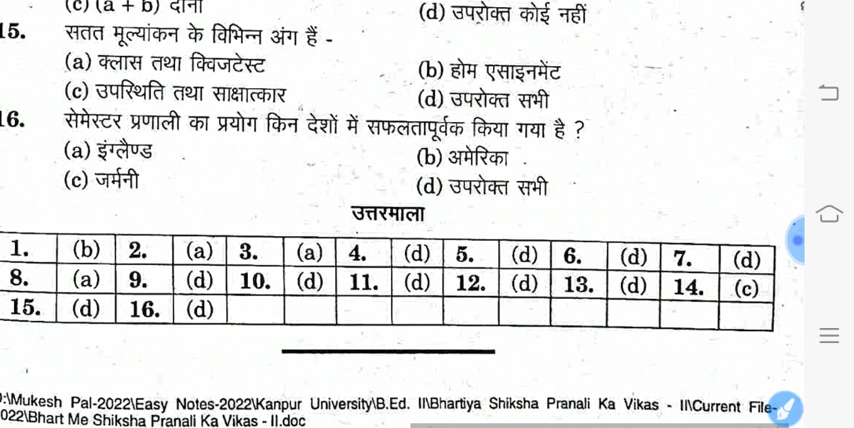 (c) (a + b) दोनों (d) उपरोक्त कोई नहीं
15. सतत मूल्यांकन के विभिन्न अंग हैं -
(a) क्लास तथा क्विजटेस्ट (b) होम एसाइनमेंट
(c) उपस्थिति तथा साक्षात्कार (d) उपरोक्त सभी
16. सेमेस्टर प्रणाली का प्रयोग किन देशों में सफलतापूर्वक किया गया है ?
(a) इंग्लैण्ड (b) अमेरिका
(c) जर्मनी (d) उपरोक्त सभी
उत्तरमाला
1. (b) 2. (a) 3. (a) 4. (d) 5. (d) 6. (d) 7. (d)
8. (a) 9. (d) 10. (d) 11. (d) 12. (d) 13. (d) 14. (c)
15. (d) 16. (d)
:\Mukesh Pal-2022\Easy Notes-2022\Kanpur University\B.Ed. II\Bhartiya Shiksha Pranali Ka Vikas - II\Current File-
022\Bhart Me Shiksha Pranali Ka Vikas - II.doc